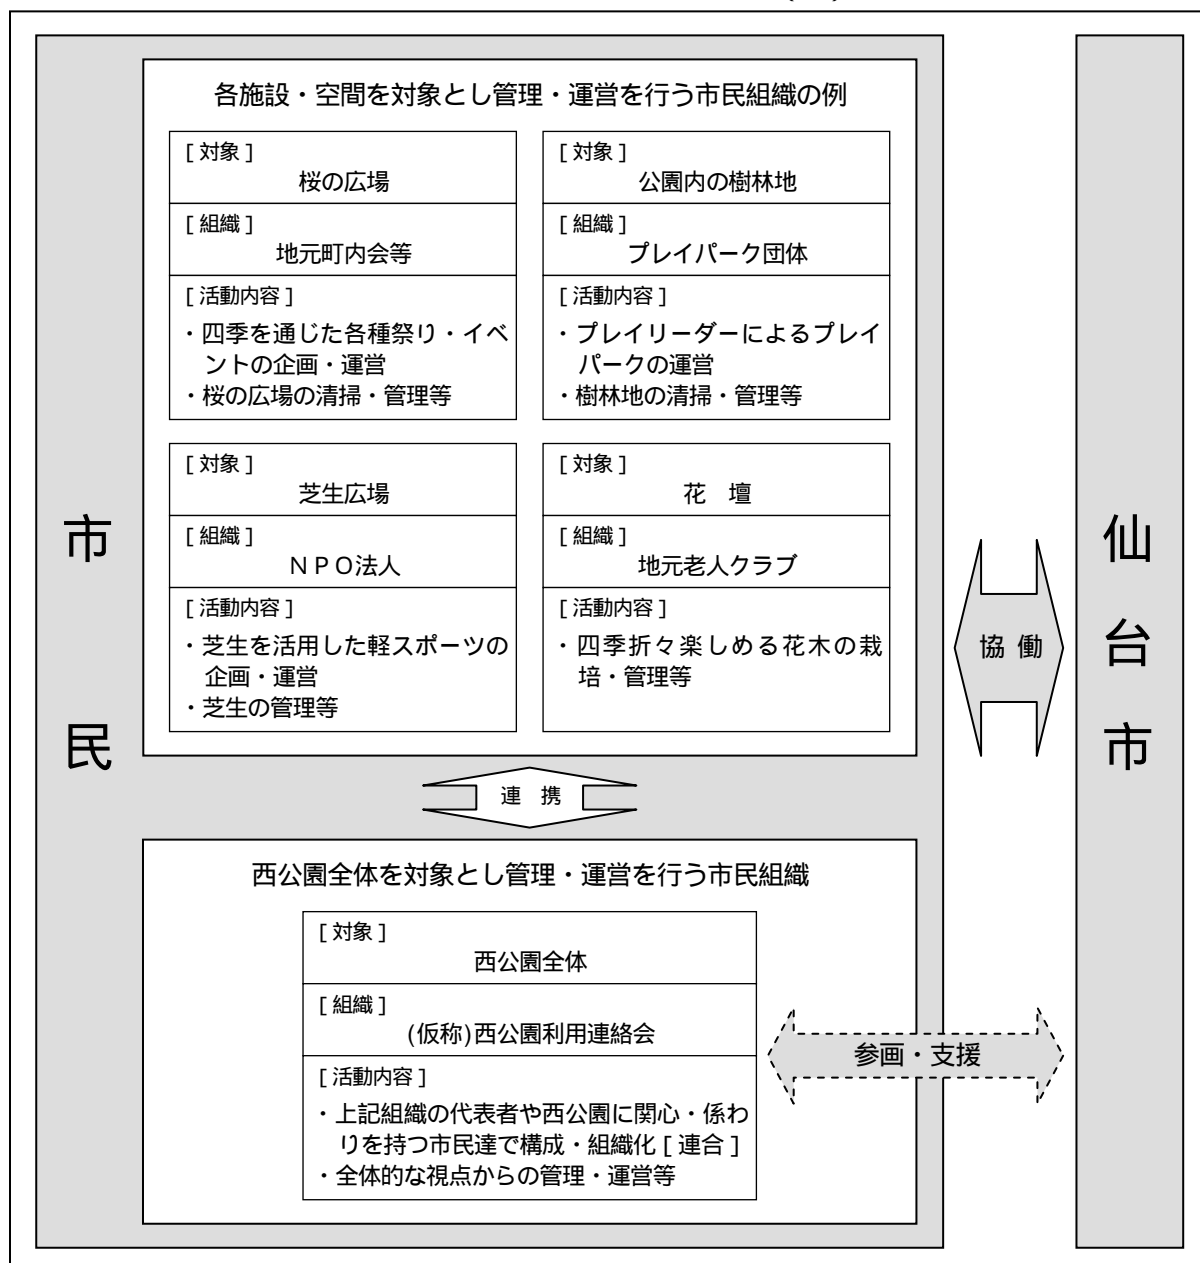 各施設・空間を対象とし管理・運営を行う市民組織の例
[ 対象 ]
桜の広場
[ 組織 ]
地元町内会等
[ 活動内容 ]
・四季を通じた各種祭り・イベ
ントの企画・運営
・桜の広場の清掃・管理等
[ 対象 ]
公園内の樹林地
[ 組織 ]
プレイパーク団体
[ 活動内容 ]
・プレイリーダーによるプレイ
パークの運営
・樹林地の清掃・管理等
[ 対象 ]
芝生広場
[ 組織 ]
ＮＰＯ法人
[ 活動内容 ]
・芝生を活用した軽スポーツの
企画・運営
・芝生の管理等
[ 対象 ]
花　壇
[ 組織 ]
地元老人クラブ
[ 活動内容 ]
・四季折々楽しめる花木の栽
培・管理等
市民
連　携
協 働
仙台市
西公園全体を対象とし管理・運営を行う市民組織
[ 対象 ]
西公園全体
[ 組織 ]
(仮称)西公園利用連絡会
[ 活動内容 ]
・上記組織の代表者や西公園に関心・係わ
りを持つ市民達で構成・組織化 [ 連合 ]
・全体的な視点からの管理・運営等
参画・支援